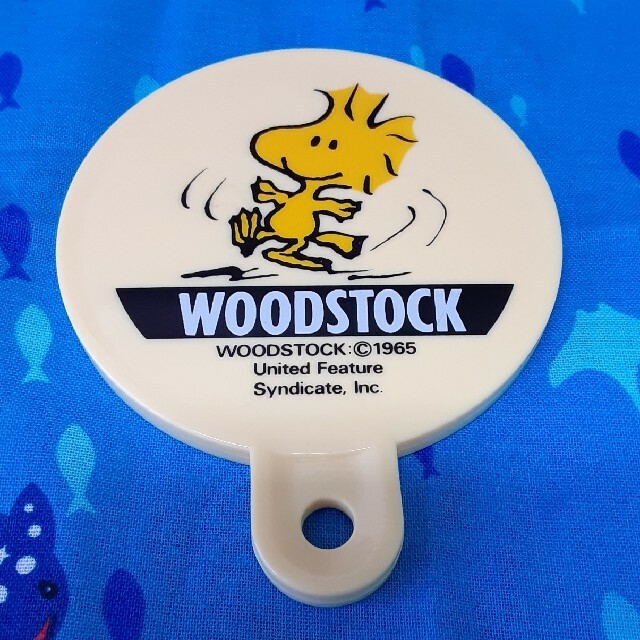 WOODSTOCK
WOODSTOCK:©1965
United Feature
Syndicate, Inc.